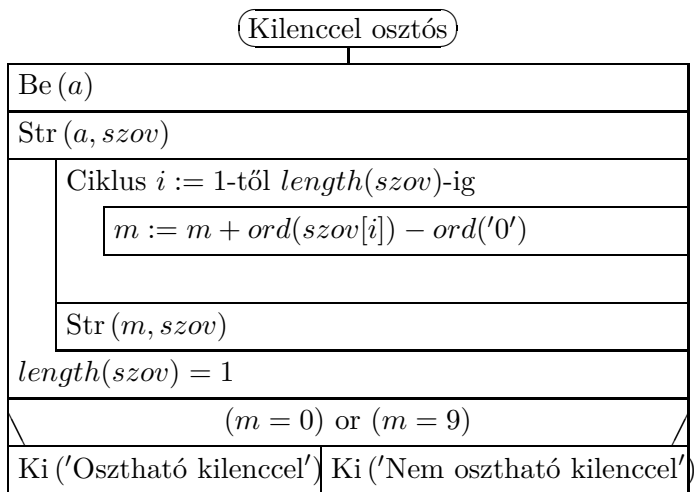 Kilenccel osztós
Be (a)
Str (a, szov)
Ciklus i := 1-től length(szov)-ig
m := m + ord(szov[i]) − ord('0')
Str (m, szov)
length(szov) = 1
(m = 0) or (m = 9)
Ki ('Osztható kilenccel') Ki ('Nem osztható kilenccel')